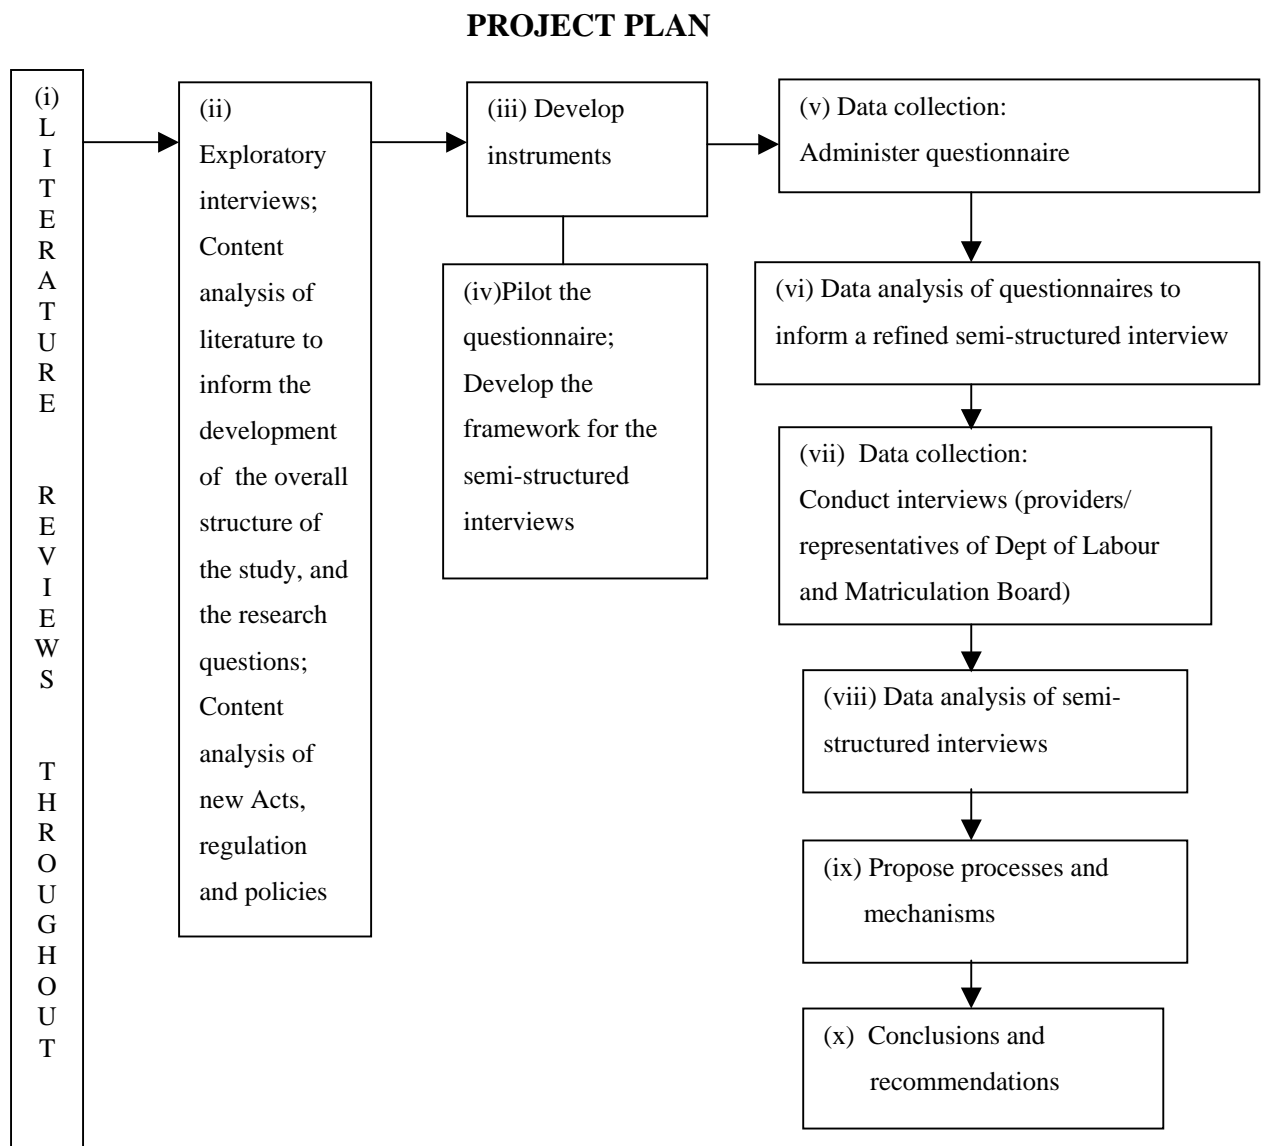 PROJECT PLAN
(i)
L
I
T
E
R
A
T
U
R
E
R
E
V
I
E
W
S
T
H
R
O
U
G
H
O
U
T
(ii)
Exploratory
interviews;
Content
analysis of
literature to
inform the
development
of the overall
structure of
the study, and
the research
questions;
Content
analysis of
new Acts,
regulation
and policies
(iii) Develop
instruments
(iv)Pilot the
questionnaire;
Develop the
framework for the
semi-structured
interviews
(v) Data collection:
Administer questionnaire
(vi) Data analysis of questionnaires to
inform a refined semi-structured interview
(vii) Data collection:
Conduct interviews (providers/
representatives of Dept of Labour
and Matriculation Board)
(viii) Data analysis of semi-
structured interviews
(ix) Propose processes and
mechanisms
(x) Conclusions and
recommendations